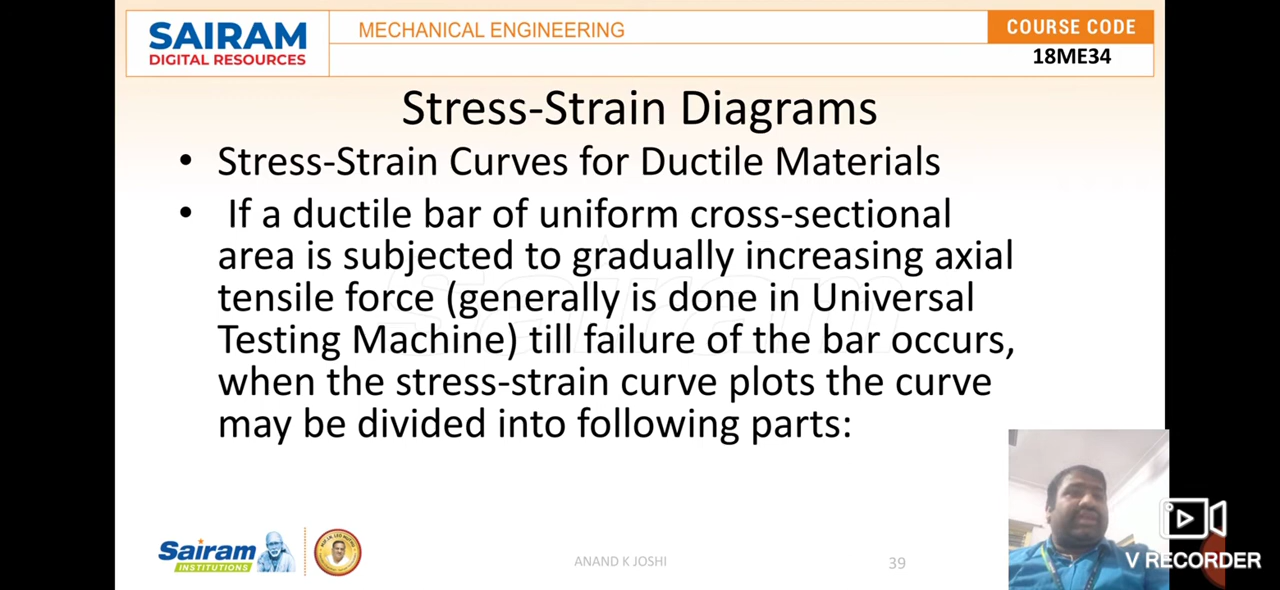 SAIRAM
DIGITAL RESOURCES
MECHANICAL ENGINEERING
COURSE CODE
18ME34
Stress-Strain Diagrams
• Stress-Strain Curves for Ductile Materials
• If a ductile bar of uniform cross-sectional
area is subjected to gradually increasing axial
tensile force (generally is done in Universal
Testing Machine) till failure of the bar occurs,
when the stress-strain curve plots the curve
may be divided into following parts:
sairam
Sairam
INSTITUTIONS
ANAND K JOSHI
39
V RECORDER